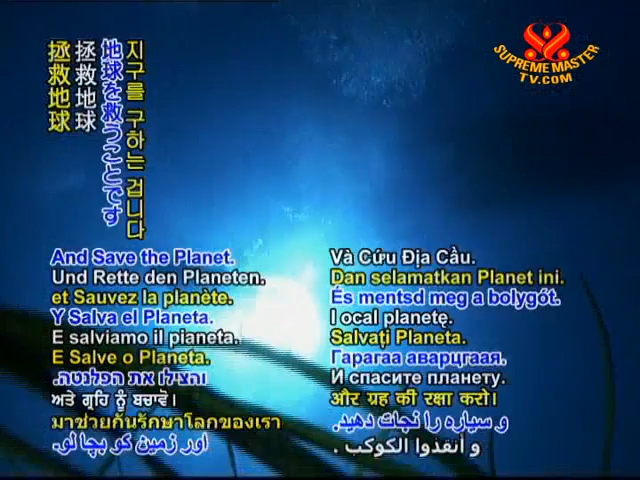 拯救地球
拯救地球
地球を救うことです
지구를 구하는 겁니다
SUPREME MASTER
TV.COM
And Save the Planet.
Und Rette den Planeten.
et Sauvez la planète.
Y Salva el Planeta.
E salviamo il pianeta.
E Salve o Planeta.
והצילו את הפלנטה.
ਅਤੇ ਗ੍ਰਹਿ ਨੂੰ ਬਚਾਵੋ।
มาช่วยกันรักษาโลกของเรา
اور زمین کو بچا لو.
Và Cứu Địa Cầu.
Dan selamatkan Planet ini.
És mentsd meg a bolygót.
I ocal planetę.
Salvați Planeta.
Гарагаа аварцгаая.
И спасите планету.
और ग्रह की रक्षा करो।
و سیاره را نجات دهید.
و أنقذوا الكوكب .